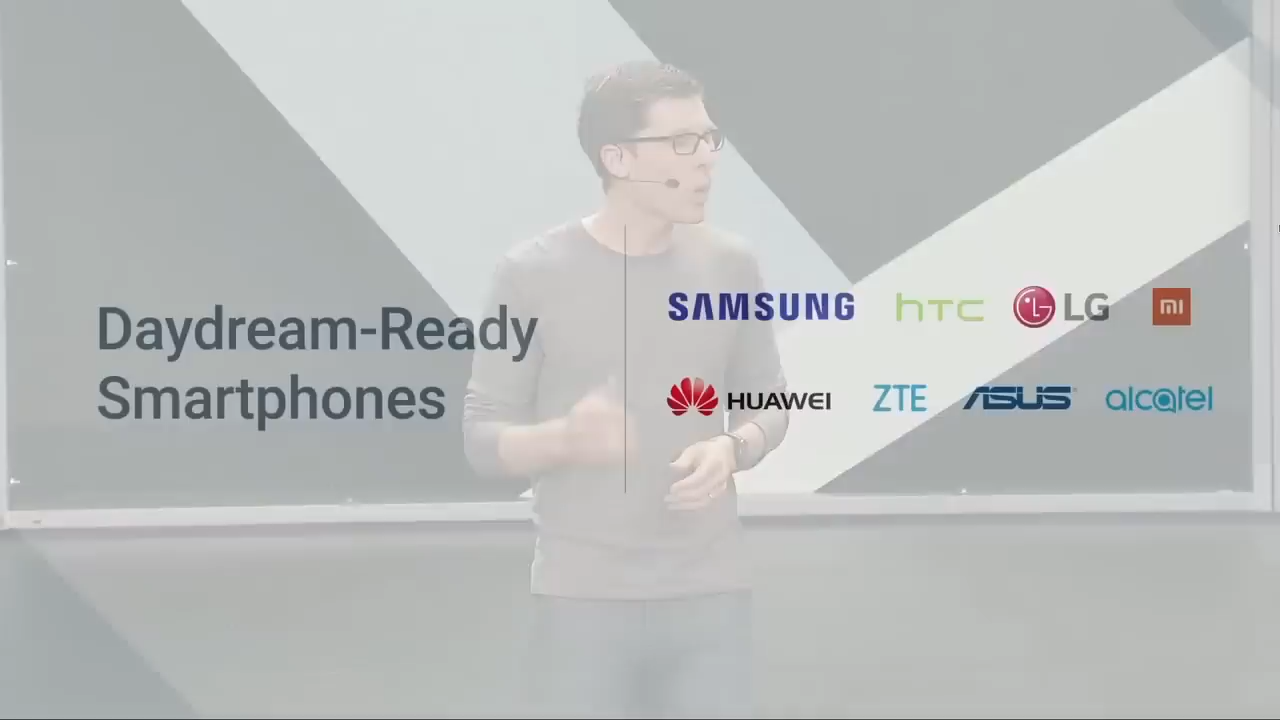 Daydream-Ready
Smartphones
SAMSUNG hTC LG mi
HUAWEI ZTE ASUS alcatel